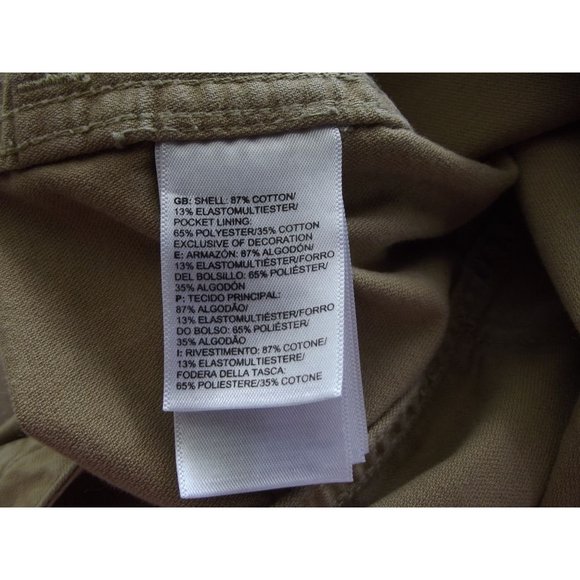 GB: SHELL: 87% COTTON/
13% ELASTOMULTIESTER/
POCKET LINING:
65% POLYESTER/35% COTTON
EXCLUSIVE OF DECORATION
E: ARMAZÓN: 87% ALGODÓN/
13% ELASTOMULTIÉSTER/FORRO
DEL BOLSILLO: 65% POLIÉSTER/
35% ALGODÓN
P: TECIDO PRINCIPAL:
87% ALGODÃO/
13% ELASTOMULTIÉSTER/FORRO
DO BOLSO: 65% POLIÉSTER/
35% ALGODÃO
I: RIVESTIMENTO: 87% COTONE/
13% ELASTOMULTIESTERE/
FODERA DELLA TASCA:
65% POLIESTERE/35% COTONE